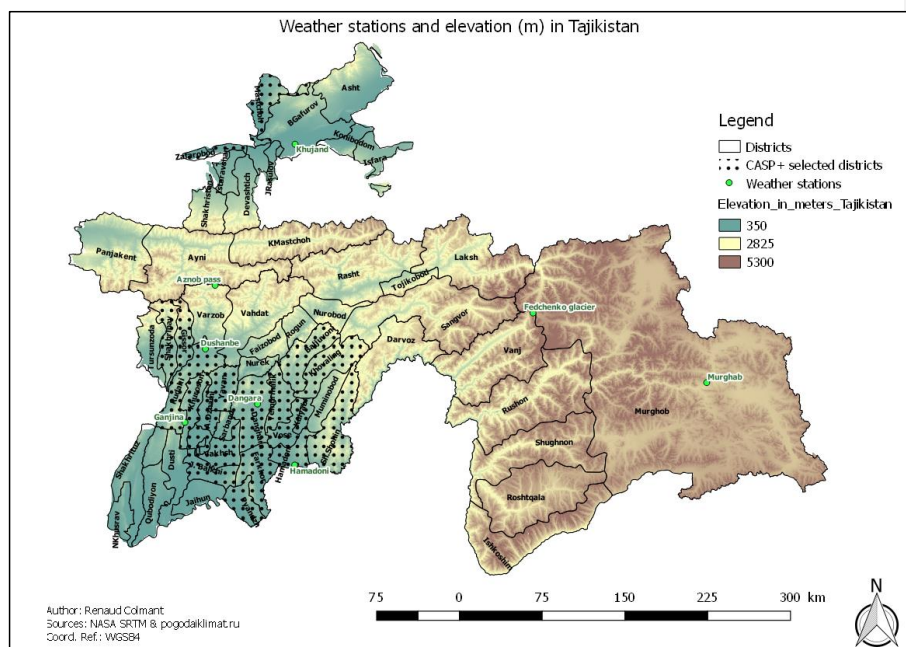 Weather stations and elevation (m) in Tajikistan
Asht
BGafurov
Konibodom
Isfara
Khujand
Zafarobod
Istaravshan
Devashtich
JRasulov
Shakhriston
KMastchoh
Panjakent
Ayni
Rasht
Laksh
Tojikobod
Aznob pass
Varzob
Vahdat
Nurobod
Rogun
Faizobod
Sangvor
Fedchenko glacier
Darvoz
Vanj
Dushanbe
Nurek
Khovaling
Muminobod
Murghab
Murghob
Rushon
Dangara
Ganjina
Vose
Shughnon
Hamadoni
Dusti
Qubodiyon
Jaihun
NKhusrav
Roshtqala
Ishkoshim
Legend
Districts
CASP+ selected districts
Weather stations
Elevation_in_meters_Tajikistan
350
2825
5300
75 0 75 150 225 300 km
N
Author: Renaud Colmant
Sources: NASA SRTM & pogodaiklimat.ru
Coord. Ref.: WGS84